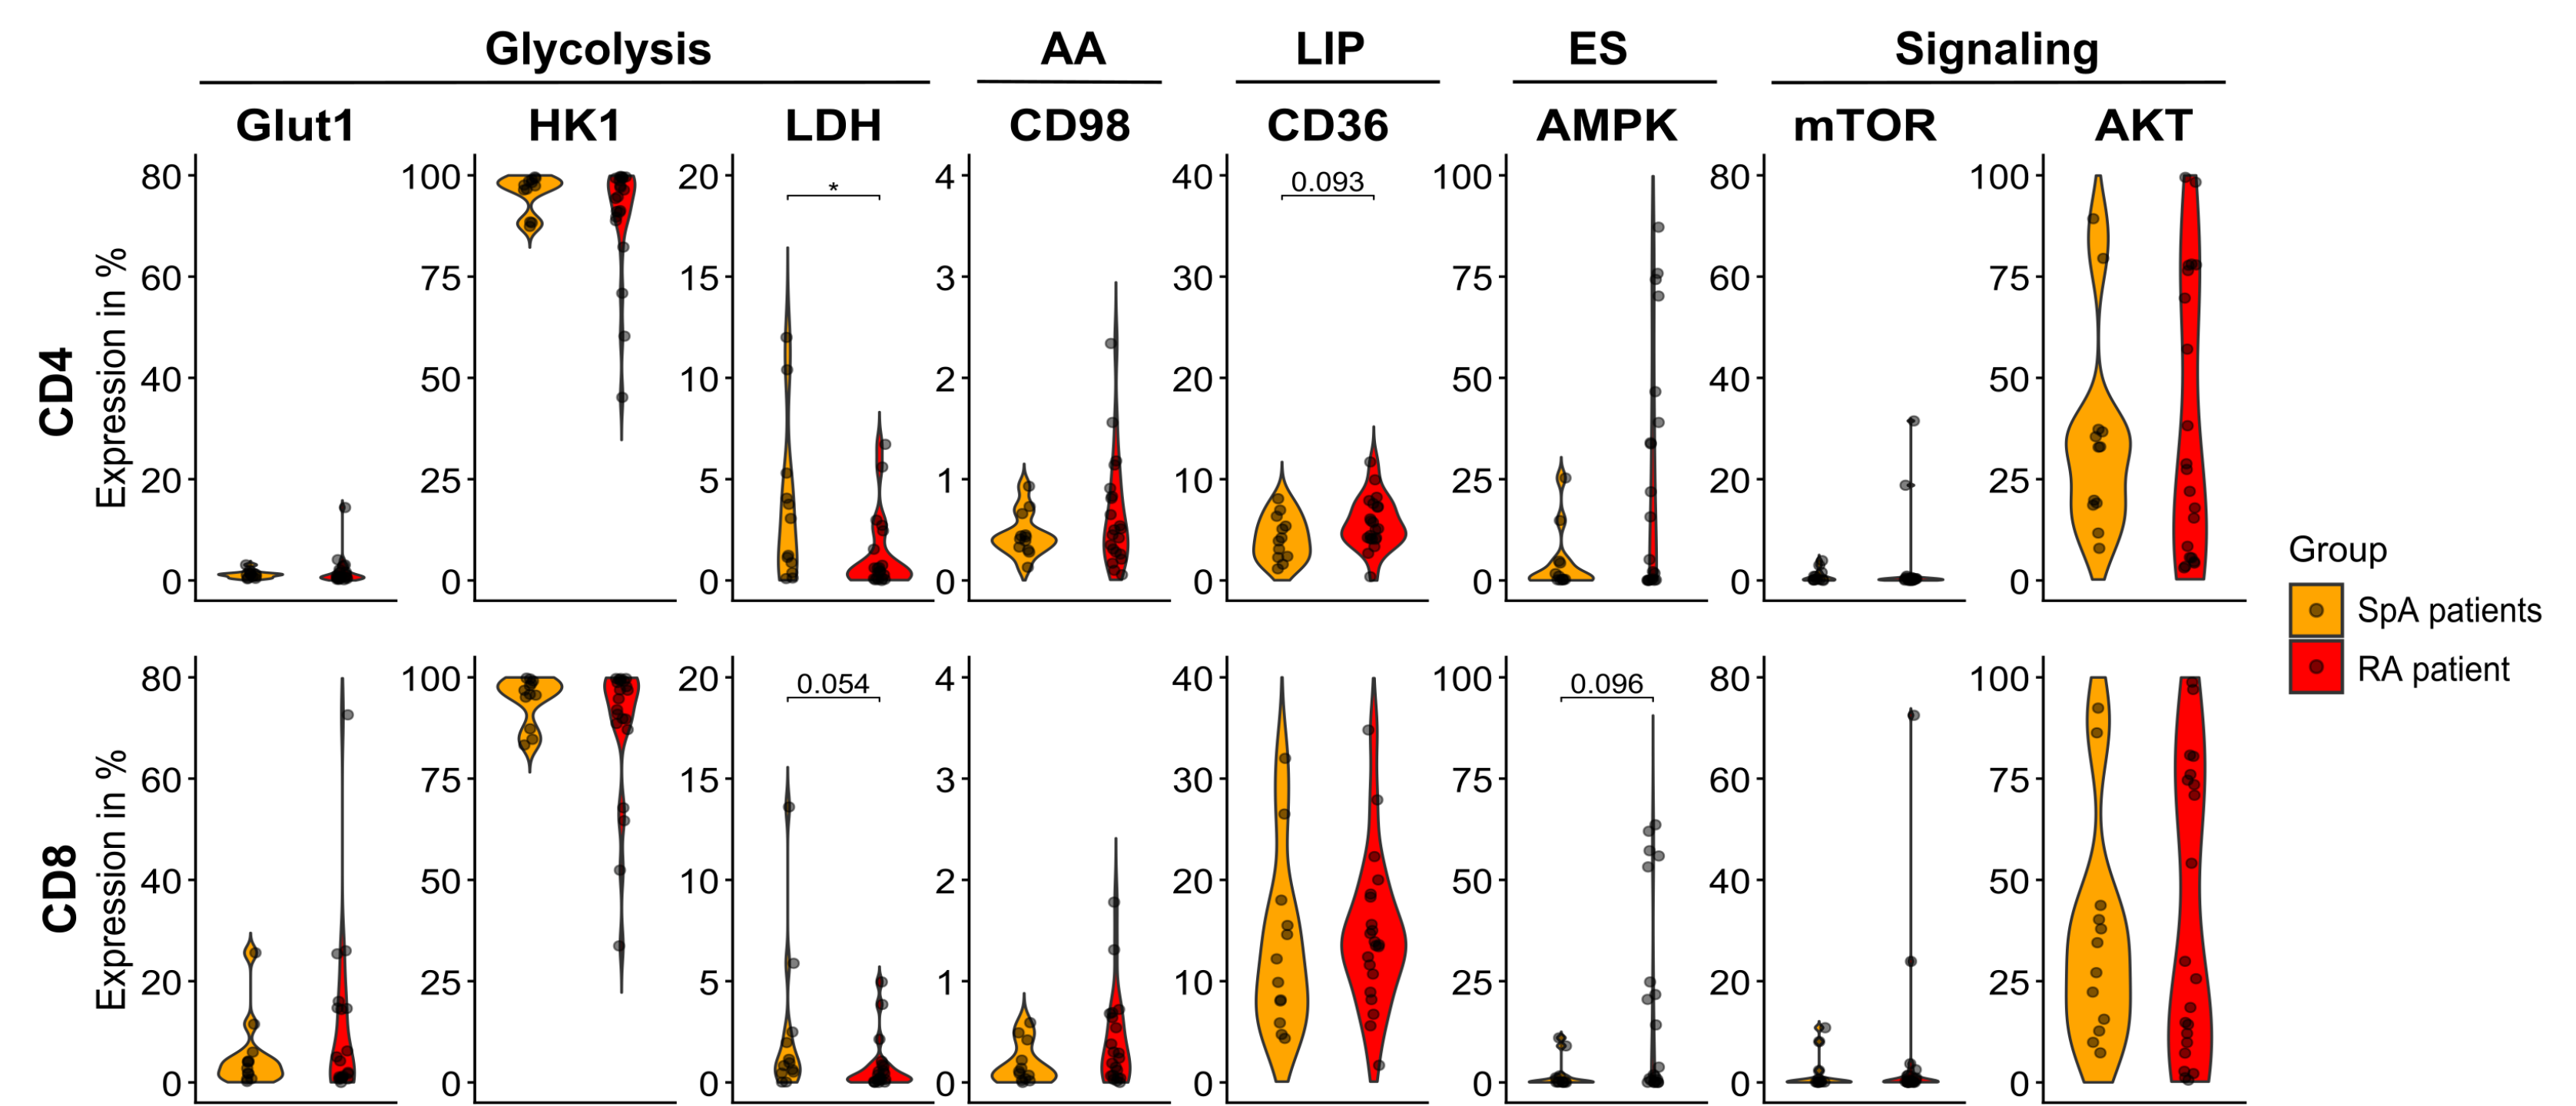 Glycolysis AA LIP ES Signaling
Glut1 HK1 LDH CD98 CD36 AMPK mTOR AKT
CD4
Expression in %
80 60 40 20 0
100 75 50 25 0
20 15 10 5 0
*
4 3 2 1 0
40 30 20 10 0
0.093
100 75 50 25 0
80 60 40 20 0
100 75 50 25 0
CD8
Expression in %
80 60 40 20 0
100 75 50 25 0
20 15 10 5 0
0.054
4 3 2 1 0
40 30 20 10 0
100 75 50 25 0
0.096
80 60 40 20 0
100 75 50 25 0
Group
SpA patients
RA patient